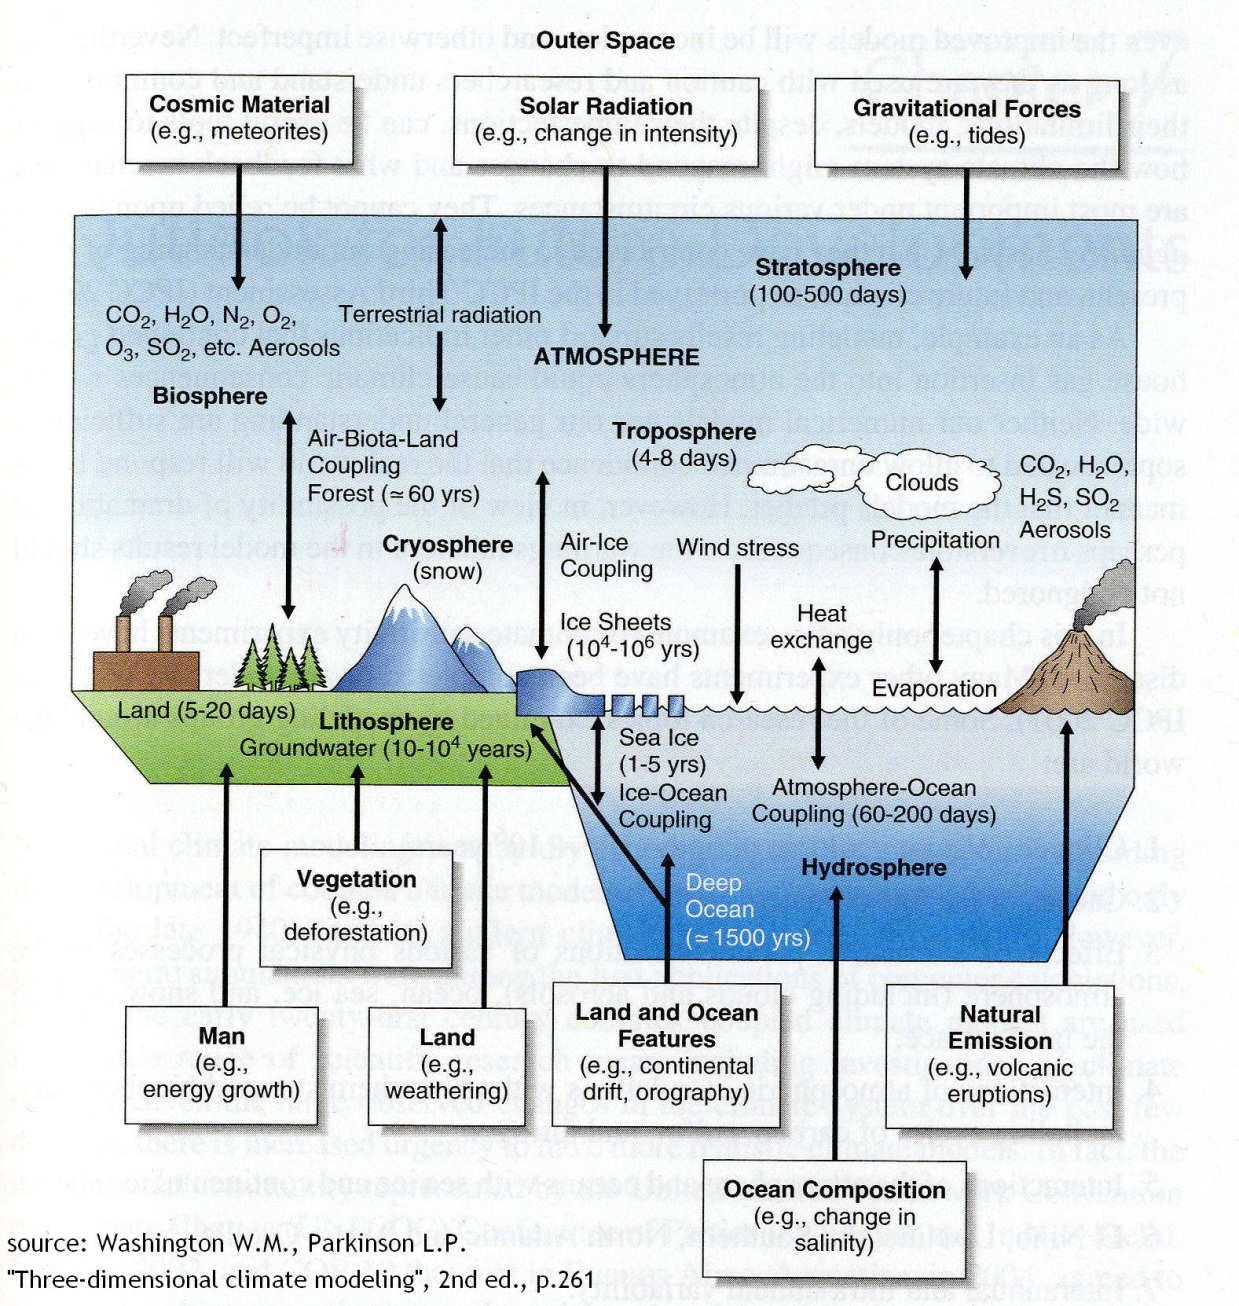 Outer Space
Cosmic Material
(e.g., meteorites)
Solar Radiation
(e.g., change in intensity)
Gravitational Forces
(e.g., tides)
Stratosphere
(100-500 days)
CO₂, H₂O, N₂, O₂,
O₃, SO₂, etc. Aerosols
Terrestrial radiation
ATMOSPHERE
Biosphere
Air-Biota-Land
Coupling
Forest (≃60 yrs)
Troposphere
(4-8 days)
Clouds
CO₂, H₂O,
H₂S, SO₂
Aerosols
Cryosphere
(snow)
Air-Ice
Coupling
Wind stress
Precipitation
Ice Sheets
(10⁴-10⁶ yrs)
Heat
exchange
Evaporation
Land (5-20 days)
Lithosphere
Groundwater (10-10⁴ years)
Sea Ice
(1-5 yrs)
Ice-Ocean
Coupling
Atmosphere-Ocean
Coupling (60-200 days)
Hydrosphere
Deep
Ocean
(≃1500 yrs)
Vegetation
(e.g.,
deforestation)
Man
(e.g.,
energy growth)
Land
(e.g.,
weathering)
Land and Ocean
Features
(e.g., continental
drift, orography)
Natural
Emission
(e.g., volcanic
eruptions)
Ocean Composition
(e.g., change in
salinity)
source: Washington W.M., Parkinson L.P.
"Three-dimensional climate modeling", 2nd ed., p.261